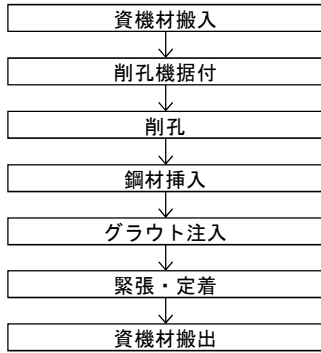 資機材搬入
削孔機据付
削孔
鋼材挿入
グラウト注入
緊張・定着
資機材搬出